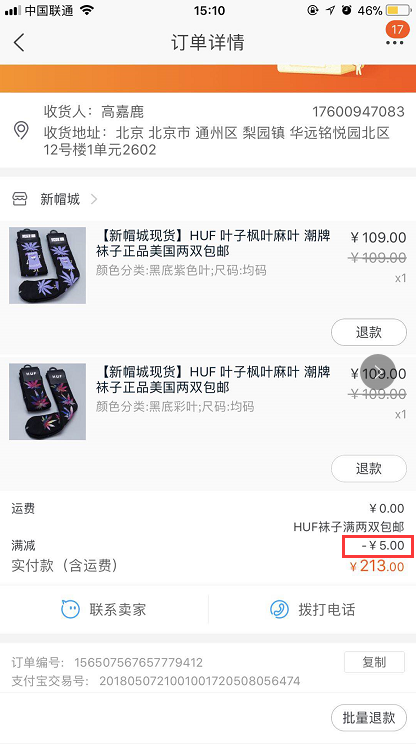 中国联通 15:10 46%
订单详情 17
收货人：高嘉鹿 17600947083
收货地址：北京 北京市 通州区 梨园镇 华远铭悦园北区
12号楼1单元2602
新帽城
【新帽城现货】HUF 叶子枫叶麻叶 潮牌 ￥109.00
袜子正品美国两双包邮 ￥109.00
颜色分类:黑底紫色叶;尺码:均码 x1
退款
HUF
【新帽城现货】HUF 叶子枫叶麻叶 潮牌 ￥109.00
袜子正品美国两双包邮 ￥109.00
颜色分类:黑底彩叶;尺码:均码 x1
退款
运费 ￥0.00
HUF袜子满两双包邮
满减 -￥5.00
实付款（含运费） ￥213.00
联系卖家 拨打电话
订单编号： 156507567657779412 复制
支付宝交易号： 2018050721001001720508056474
批量退款